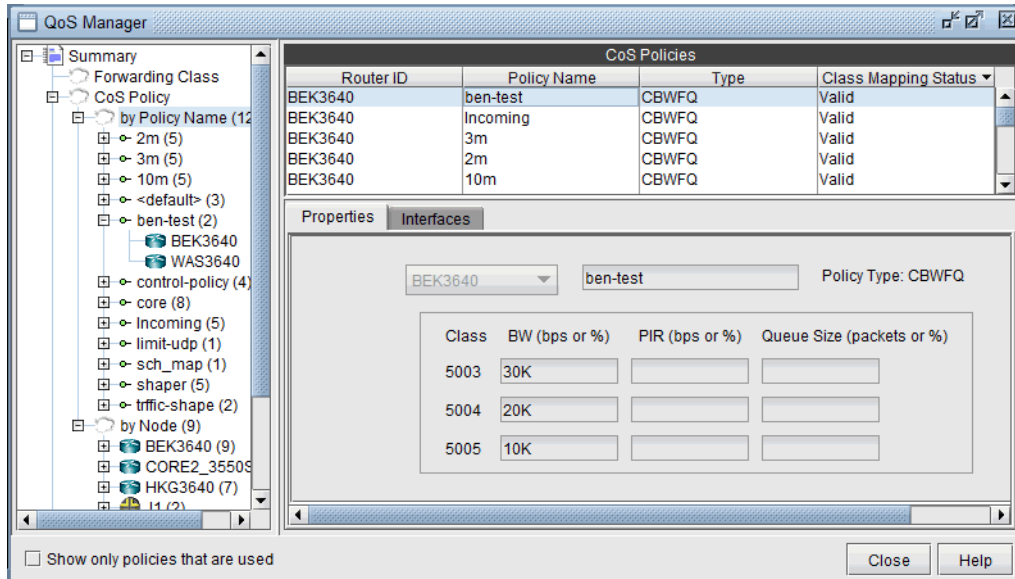 QoS Manager
Summary
Forwarding Class
CoS Policy
by Policy Name (12
2m (5)
3m (5)
10m (5)
<default> (3)
ben-test (2)
BEK3640
WAS3640
control-policy (4)
core (8)
Incoming (5)
limit-udp (1)
sch_map (1)
shaper (5)
trffic-shape (2)
by Node (9)
BEK3640 (9)
CORE2_3550S
HKG3640 (7)
J1 (2)
CoS Policies
Router ID Policy Name Type Class Mapping Status
BEK3640 ben-test CBWFQ Valid
BEK3640 Incoming CBWFQ Valid
BEK3640 3m CBWFQ Valid
BEK3640 2m CBWFQ Valid
BEK3640 10m CBWFQ Valid
Properties Interfaces
BEK3640 ben-test Policy Type: CBWFQ
Class BW (bps or %) PIR (bps or %) Queue Size (packets or %)
5003 30K
5004 20K
5005 10K
Show only policies that are used
Close Help